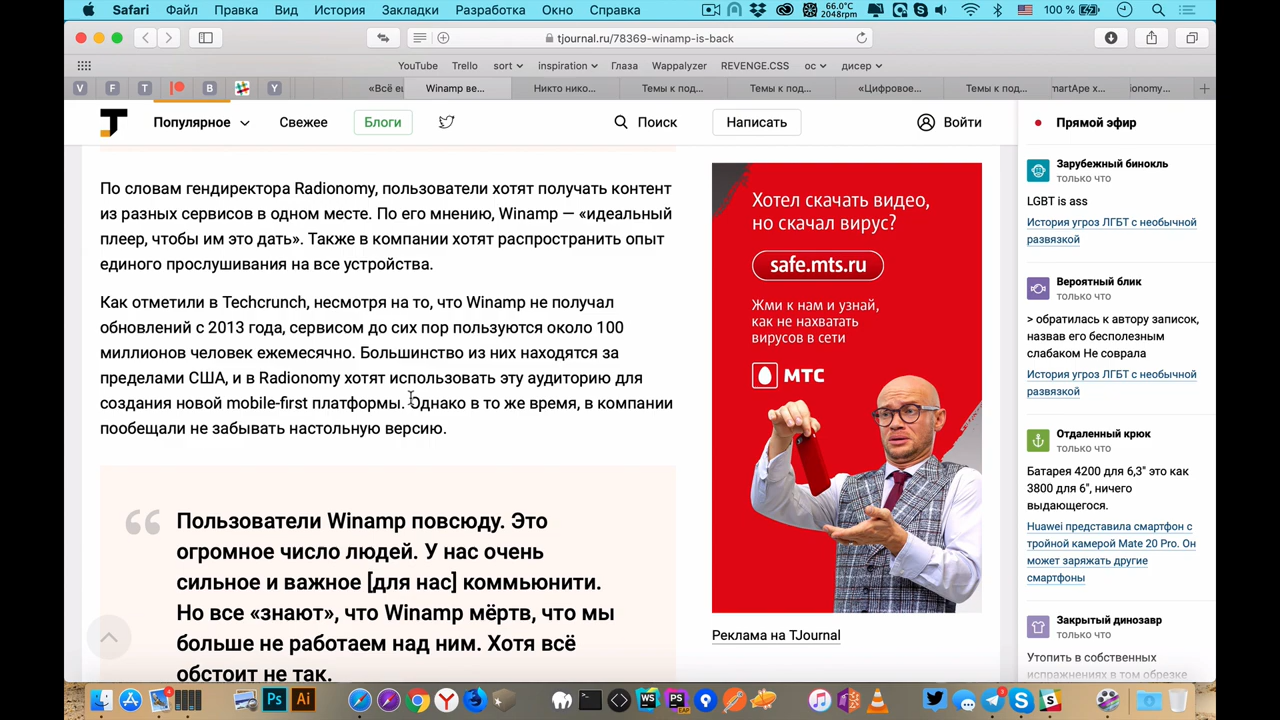 Safari Файл Правка Вид История Закладки Разработка Окно Справка 66.0°C 2048rpm 100 %
tjournal.ru/78369-winamp-is-back
YouTube Trello sort inspiration Глаза Wappalyzer REVENGE.CSS ос дисер
V F T B Y «Всё ец Winamp ве... Никто нико... Темы к под... Темы к под... «Цифровое... Темы к под... martApe x... ionomy...
Популярное Свежее Блоги Поиск Написать Войти
По словам гендиректора Radionomy, пользователи хотят получать контент
из разных сервисов в одном месте. По его мнению, Winamp — «идеальный
плеер, чтобы им это дать». Также в компании хотят распространить опыт
единого прослушивания на все устройства.
Как отметили в Techcrunch, несмотря на то, что Winamp не получал
обновлений с 2013 года, сервисом до сих пор пользуются около 100
миллионов человек ежемесячно. Большинство из них находятся за
пределами США, и в Radionomy хотят использовать эту аудиторию для
создания новой mobile-first платформы. Однако в то же время, в компании
пообещали не забывать настольную версию.
Пользователи Winamp повсюду. Это
огромное число людей. У нас очень
сильное и важное [для нас] коммьюнити.
Но все «знают», что Winamp мёртв, что мы
больше не работаем над ним. Хотя всё
обстоит не так.
Хотел скачать видео,
но скачал вирус?
safe.mts.ru
Жми к нам и узнай,
как не нахватать
вирусов в сети
МТС
Реклама на TJournal
Прямой эфир
Зарубежный бинокль
только что
LGBT is ass
История угроз ЛГБТ с необычной
развязкой
Вероятный блик
только что
> обратилась к автору записок,
назвав его бесполезным
слабаком Не соврала
История угроз ЛГБТ с необычной
развязкой
Отдаленный крюк
только что
Батарея 4200 для 6,3" это как
3800 для 6", ничего
выдающегося.
Huawei представила смартфон с
тройной камерой Mate 20 Pro. Он
может заряжать другие
смартфоны
Закрытый динозавр
только что
Утопить в собственных
испражнениях в том обрезке
Ps Ai WS PS